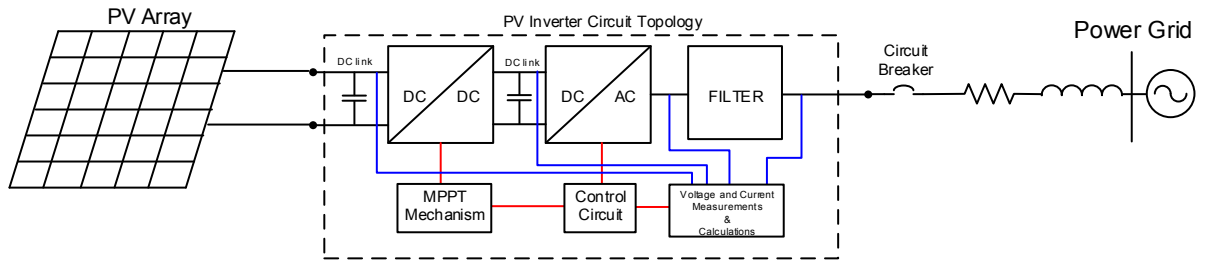 PV Array
PV Inverter Circuit Topology
Power Grid
Circuit
Breaker
DC link
DC link
DC
DC
DC
AC
FILTER
MPPT
Mechanism
Control
Circuit
Voltage and Current
Measurements
&
Calculations